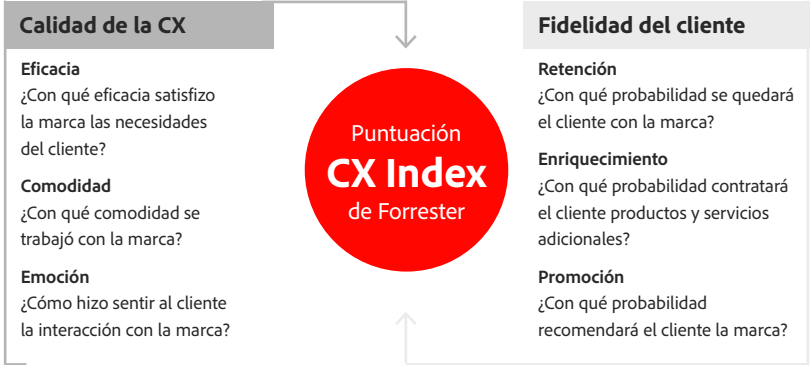 Calidad de la CX
Eficacia
¿Con qué eficacia satisfizo
la marca las necesidades
del cliente?
Comodidad
¿Con qué comodidad se
trabajó con la marca?
Emoción
¿Cómo hizo sentir al cliente
la interacción con la marca?
Puntuación
CX Index
de Forrester
Fidelidad del cliente
Retención
¿Con qué probabilidad se quedará
el cliente con la marca?
Enriquecimiento
¿Con qué probabilidad contratará
el cliente productos y servicios
adicionales?
Promoción
¿Con qué probabilidad
recomendará el cliente la marca?